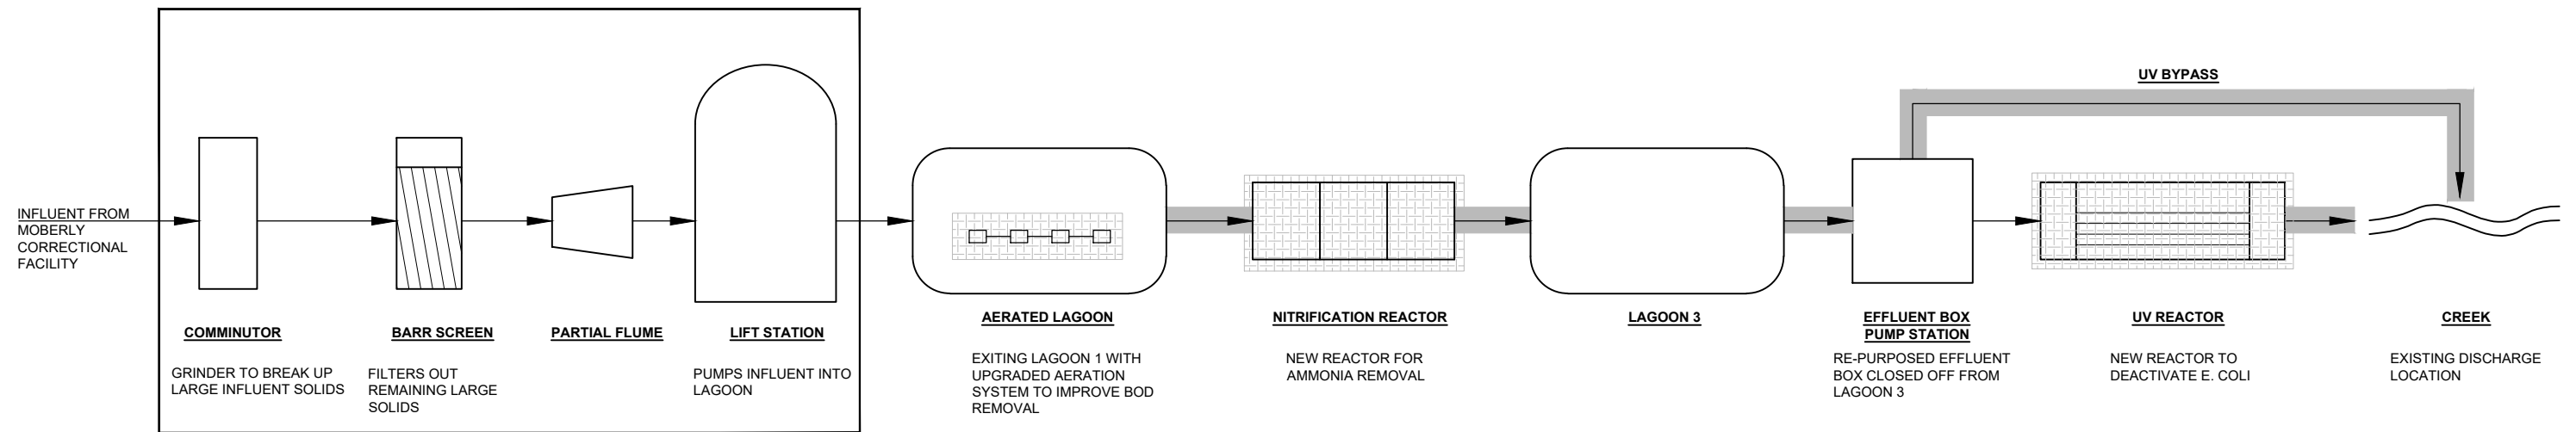 UV BYPASS
INFLUENT FROM
MOBERLY
CORRECTIONAL
FACILITY
COMMINUTOR
GRINDER TO BREAK UP
LARGE INFLUENT SOLIDS
BARR SCREEN
FILTERS OUT
REMAINING LARGE
SOLIDS
PARTIAL FLUME
LIFT STATION
PUMPS INFLUENT INTO
LAGOON
AERATED LAGOON
EXITING LAGOON 1 WITH
UPGRADED AERATION
SYSTEM TO IMPROVE BOD
REMOVAL
NITRIFICATION REACTOR
NEW REACTOR FOR
AMMONIA REMOVAL
LAGOON 3
EFFLUENT BOX
PUMP STATION
RE-PURPOSED EFFLUENT
BOX CLOSED OFF FROM
LAGOON 3
UV REACTOR
NEW REACTOR TO
DEACTIVATE E. COLI
CREEK
EXISTING DISCHARGE
LOCATION